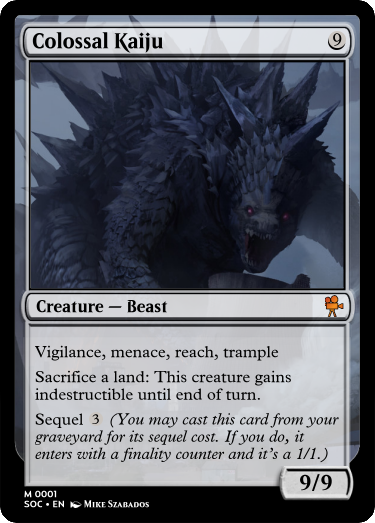 Colossal Kaiju 9
Creature — Beast
Vigilance, menace, reach, trample
Sacrifice a land: This creature gains
indestructible until end of turn.
Sequel 3 (You may cast this card from your
graveyard for its sequel cost. If you do, it
enters with a finality counter and it's a 1/1.)
9/9
M 0001
SOC • EN Mike Szabados